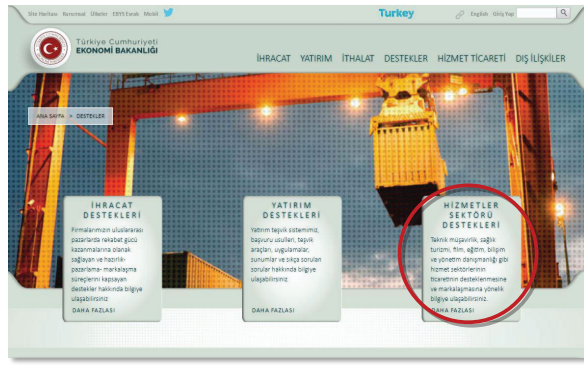 Site Haritası Kurumsal Ülkeler EBYS Evrak Mobil
Turkey
English Giriş Yap
Türkiye Cumhuriyeti
EKONOMİ BAKANLIĞI
İHRACAT YATIRIM İTHALAT DESTEKLER HİZMET TİCARETİ DIŞ İLİŞKİLER
ANA SAYFA > DESTEKLER
İHRACAT
DESTEKLERİ
Firmalarımızın uluslararası
pazarlarda rekabet gücü
kazanmalarına olanak
sağlayan ve hazırlık-
pazarlama- markalaşma
süreçlerini kapsayan
destekler hakkında bilgiye
ulaşabilirsiniz
DAHA FAZLASI
YATIRIM
DESTEKLERİ
Yatırım teşvik sistemimiz,
başvuru usulleri, teşvik
araçları, uygulamalar,
sunumlar ve sıkça sorulan
sorular hakkında bilgiye
ulaşabilirsiniz.
DAHA FAZLASI
HİZMETLER
SEKTÖRÜ
DESTEKLERİ
Teknik müşavirlik, sağlık
turizmi, film, eğitim, bilişim
ve yönetim danışmanlığı gibi
hizmet sektörlerinin
ticaretinin desteklenmesine
ve markalaşmasına yönelik
bilgiye ulaşabilirsiniz.
DAHA FAZLASI